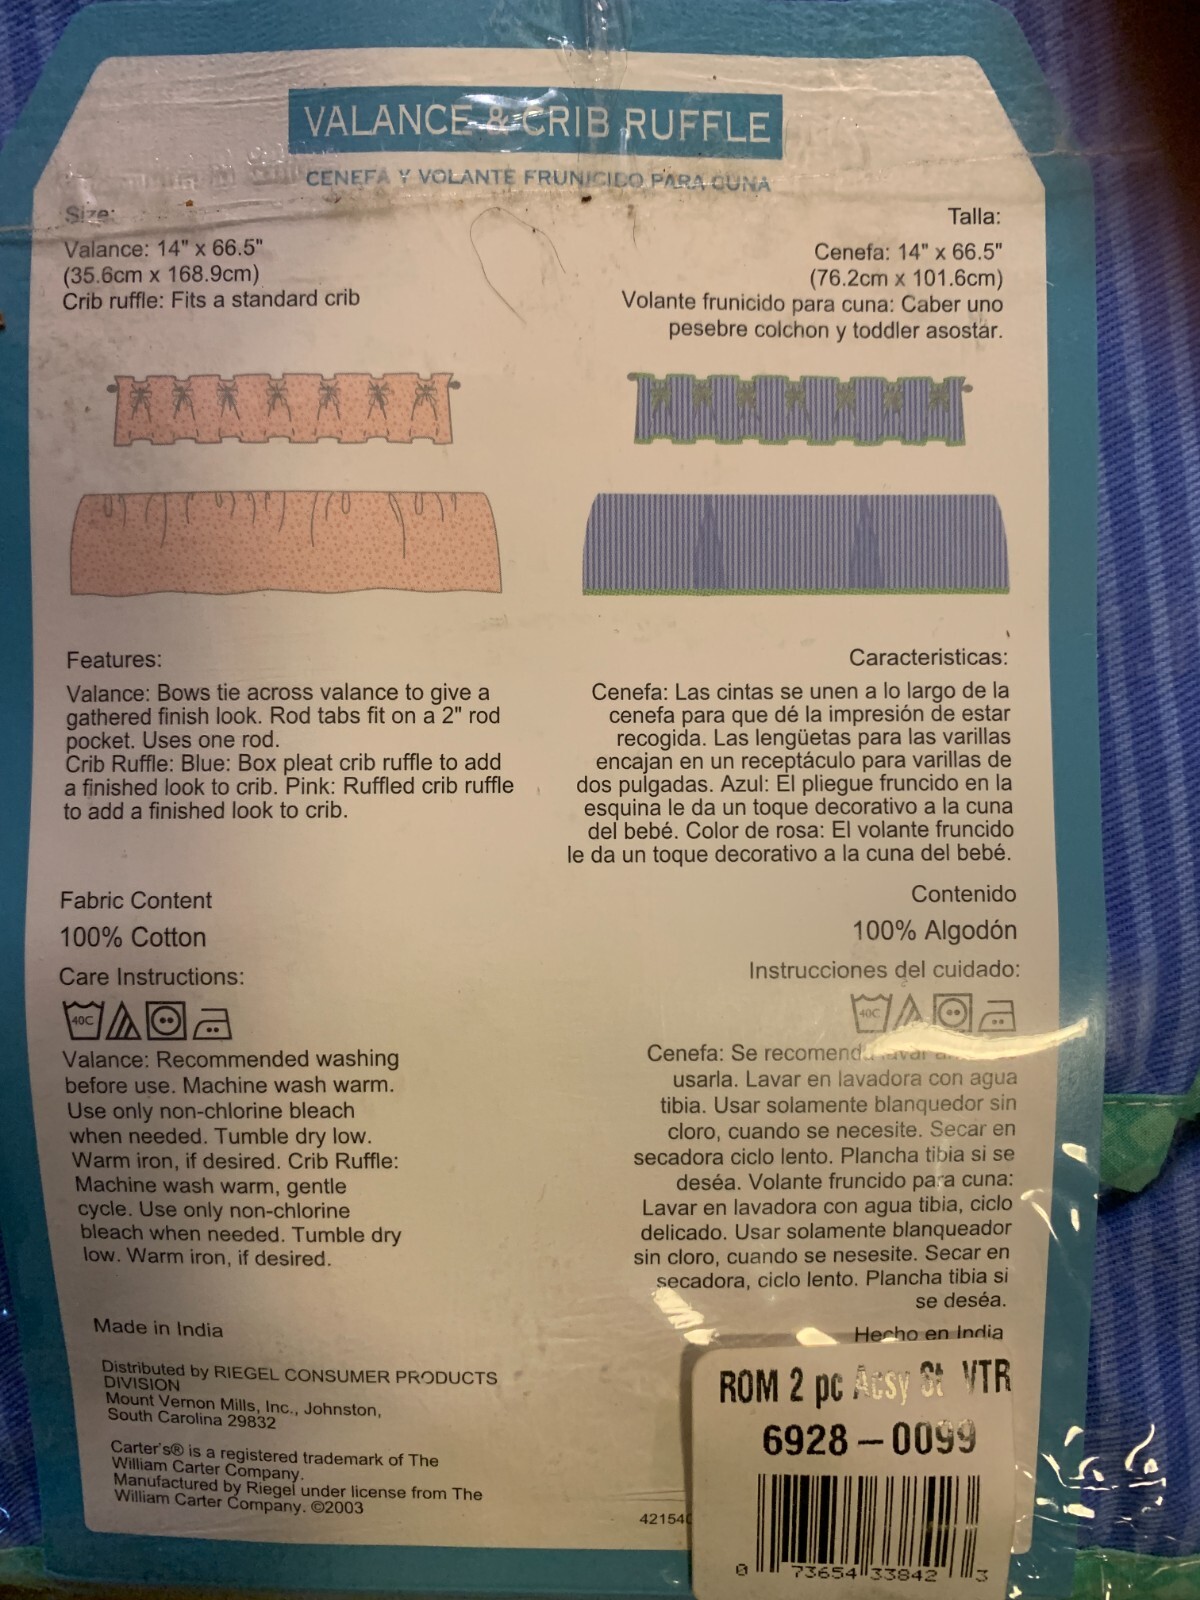 VALANCE & CRIB RUFFLE
CENEFA Y VOLANTE FRUNICIDO PARA CUNA
Size:
Valance: 14" x 66.5"
(35.6cm x 168.9cm)
Crib ruffle: Fits a standard crib
Talla:
Cenefa: 14" x 66.5"
(76.2cm x 101.6cm)
Volante frunicido para cuna: Caber uno
pesebre colchon y toddler asostar.
Features:
Valance: Bows tie across valance to give a
gathered finish look. Rod tabs fit on a 2" rod
pocket. Uses one rod.
Crib Ruffle: Blue: Box pleat crib ruffle to add
a finished look to crib. Pink: Ruffled crib ruffle
to add a finished look to crib.
Caracteristicas:
Cenefa: Las cintas se unen a lo largo de la
cenefa para que dé la impresión de estar
recogida. Las lengüetas para las varillas
encajan en un receptáculo para varillas de
dos pulgadas. Azul: El pliegue fruncido en la
esquina le da un toque decorativo a la cuna
del bebé. Color de rosa: El volante fruncido
le da un toque decorativo a la cuna del bebé.
Fabric Content
100% Cotton
Care Instructions:
40C
Valance: Recommended washing
before use. Machine wash warm.
Use only non-chlorine bleach
when needed. Tumble dry low.
Warm iron, if desired. Crib Ruffle:
Machine wash warm, gentle
cycle. Use only non-chlorine
bleach when needed. Tumble dry
low. Warm iron, if desired.
Contenido
100% Algodón
Instrucciones del cuidado:
40C
Cenefa: Se
usarla. Lavar en lavadora con agua
tibia. Usar solamente blanquedor sin
cloro, cuando se necesite. Secar en
secadora ciclo lento. Plancha tibia si se
deséa. Volante fruncido para cuna:
Lavar en lavadora con agua tibia, ciclo
delicado. Usar solamente blanqueador
sin cloro, cuando se nesesite. Secar en
secadora, ciclo lento. Plancha tibia si
se deséa.
Made in India
Hecho en India
Distributed by RIEGEL CONSUMER PRODUCTS
DIVISION
Mount Vernon Mills, Inc., Johnston,
South Carolina 29832
Carter's® is a registered trademark of The
William Carter Company.
Manufactured by Riegel under license from The
William Carter Company. ©2003
42154
ROM 2 pc Acsy St VTR
6928-0099
0 73654 33842 3